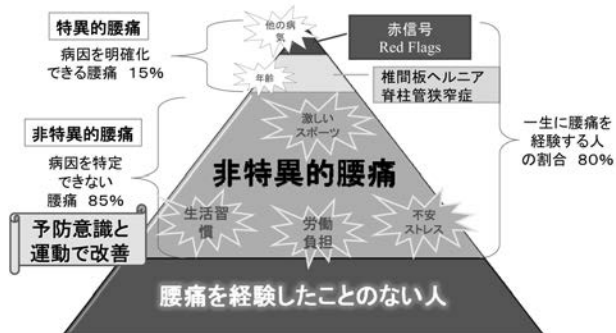 特異的腰痛
病因を明確化
できる腰痛 15%
他の病
気
赤信号
Red Flags
年齢
椎間板ヘルニア
脊柱管狭窄症
激しい
スポーツ
非特異的腰痛
病因を特定
できない
腰痛 85%
非特異的腰痛
一生に腰痛を
経験する人
の割合 80%
予防意識と
運動で改善
生活習
慣
労働
負担
不安
ストレス
腰痛を経験したことのない人